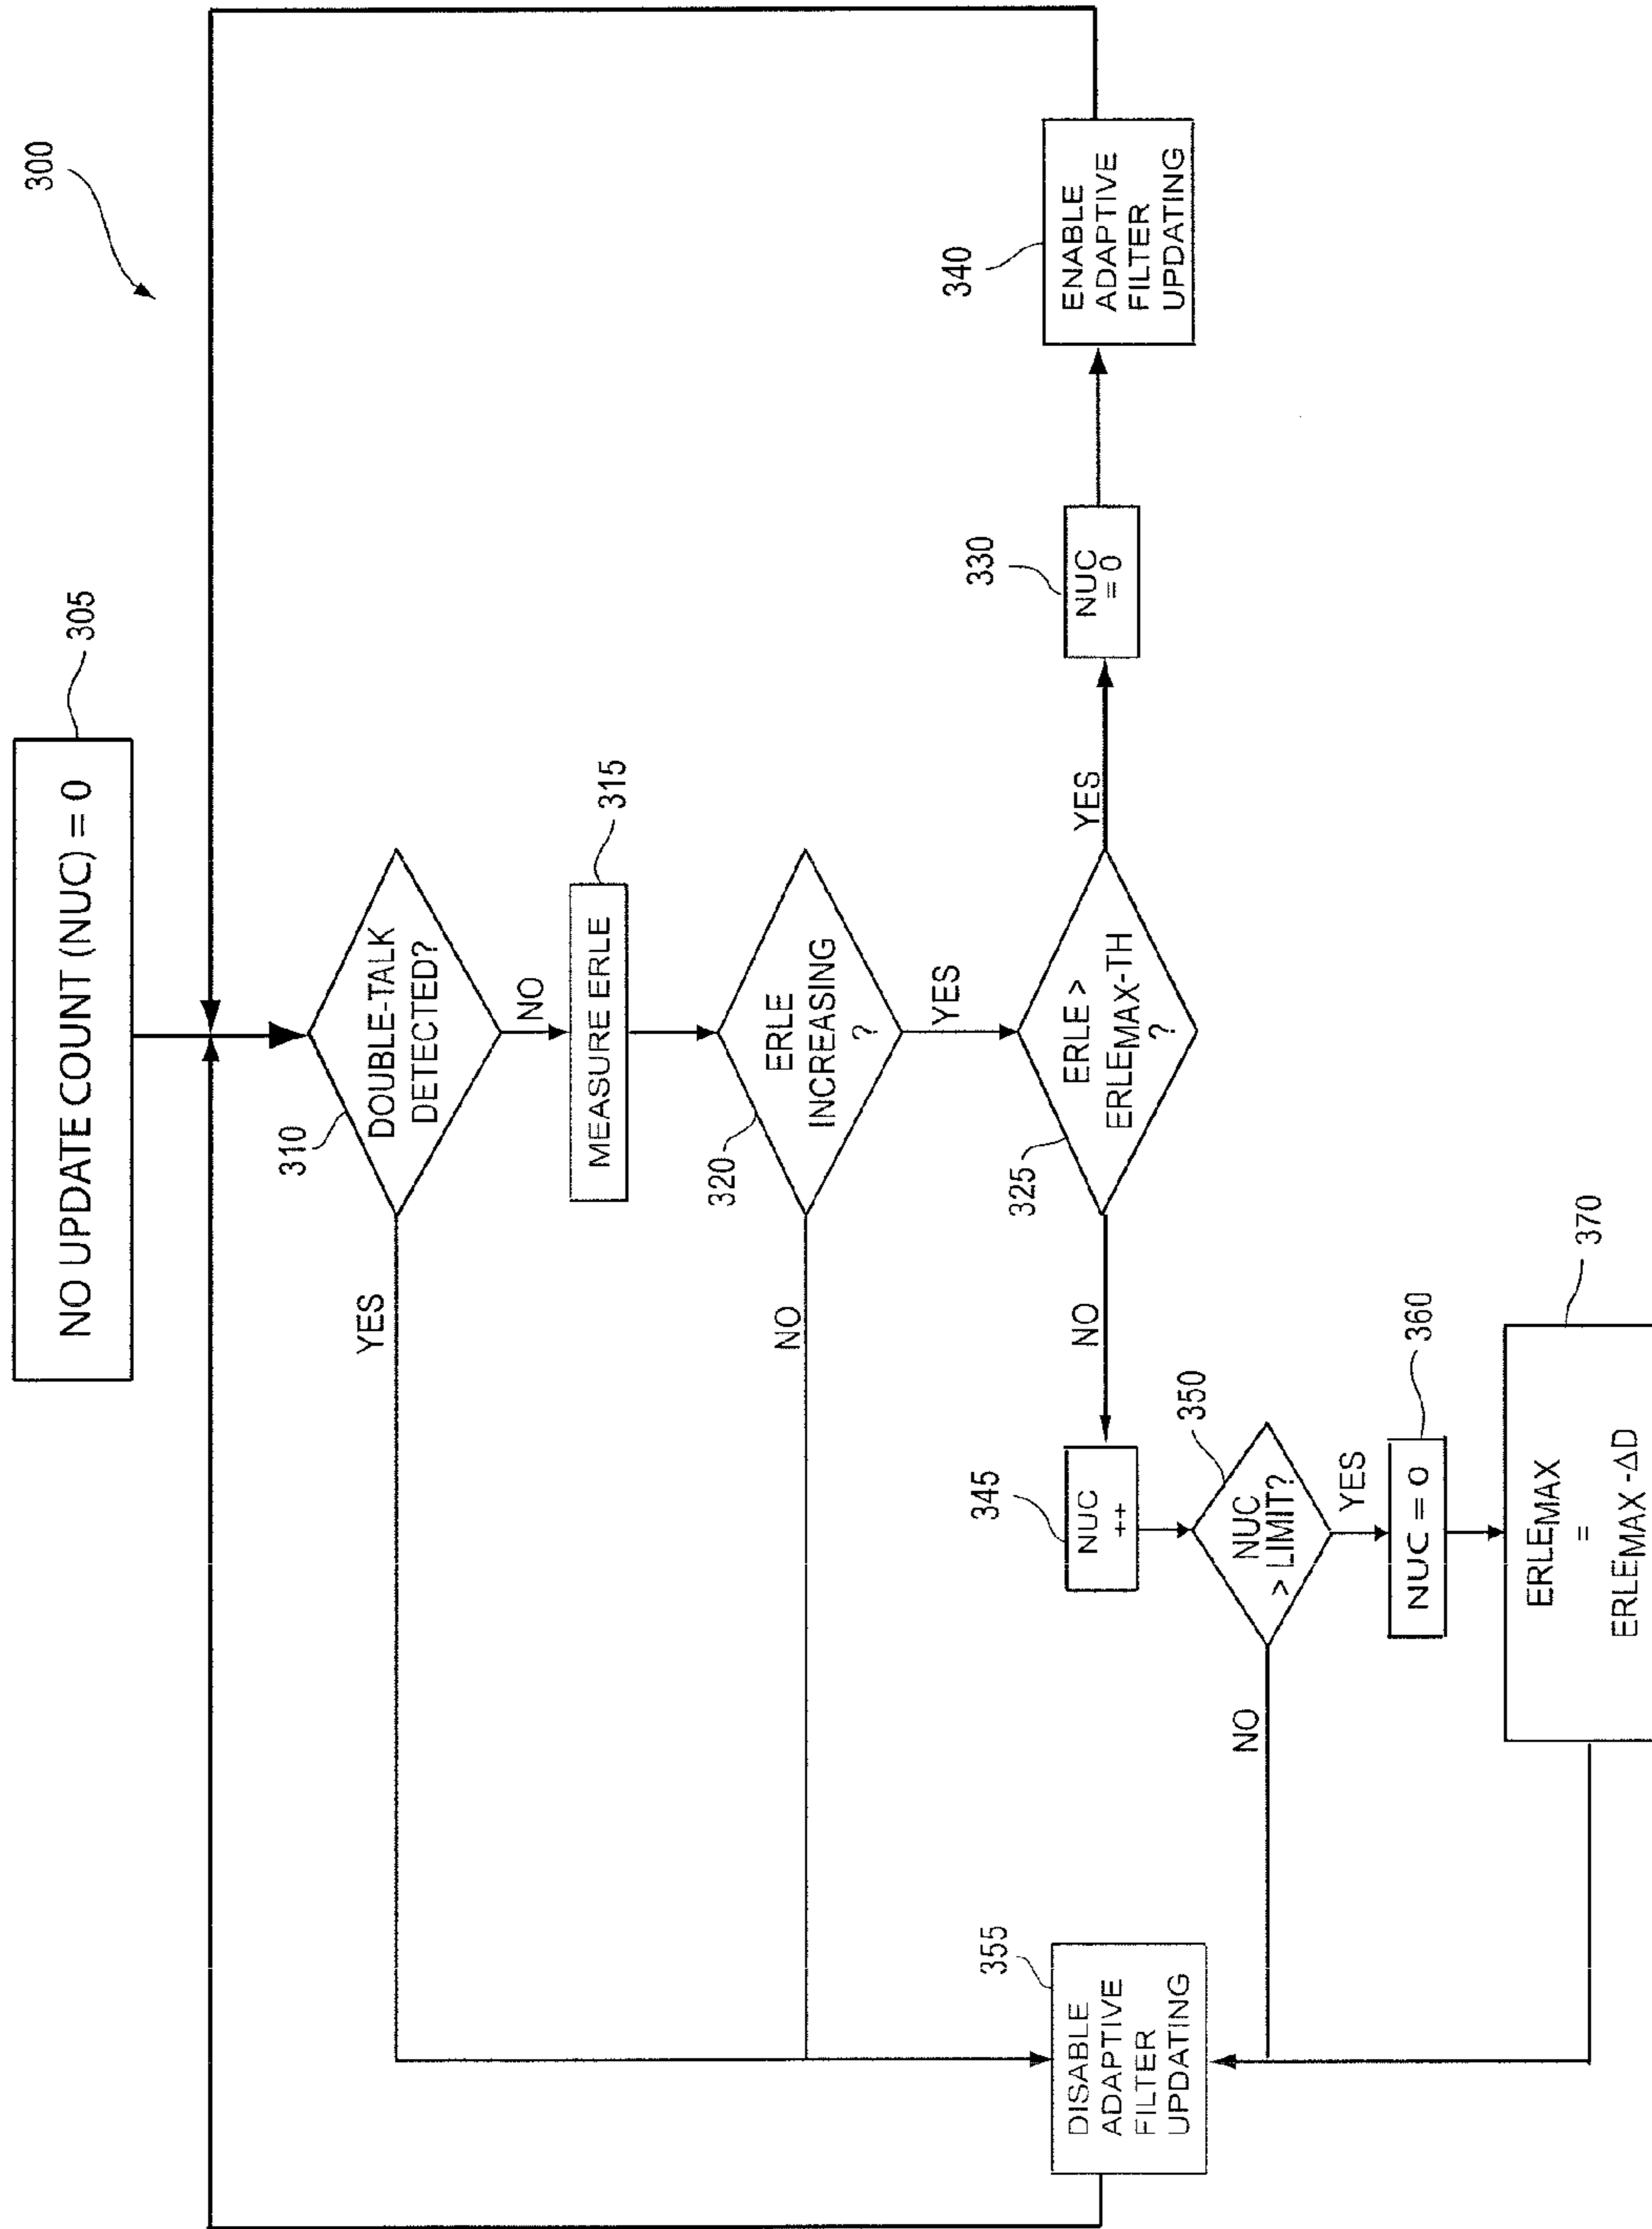 300
NO UPDATE COUNT (NUC) = 0
305
310
DOUBLE-TALK
DETECTED?
YES
NO
MEASURE ERLE
315
320
ERLE
INCREASING
?
NO
YES
325
ERLE >
ERLEMAX-TH
?
YES
NO
330
NUC
= 0
340
ENABLE
ADAPTIVE
FILTER
UPDATING
345
NUC
++
350
NUC
> LIMIT?
NO
YES
355
DISABLE
ADAPTIVE
FILTER
UPDATING
360
NUC = 0
370
ERLEMAX
=
ERLEMAX -ΔD